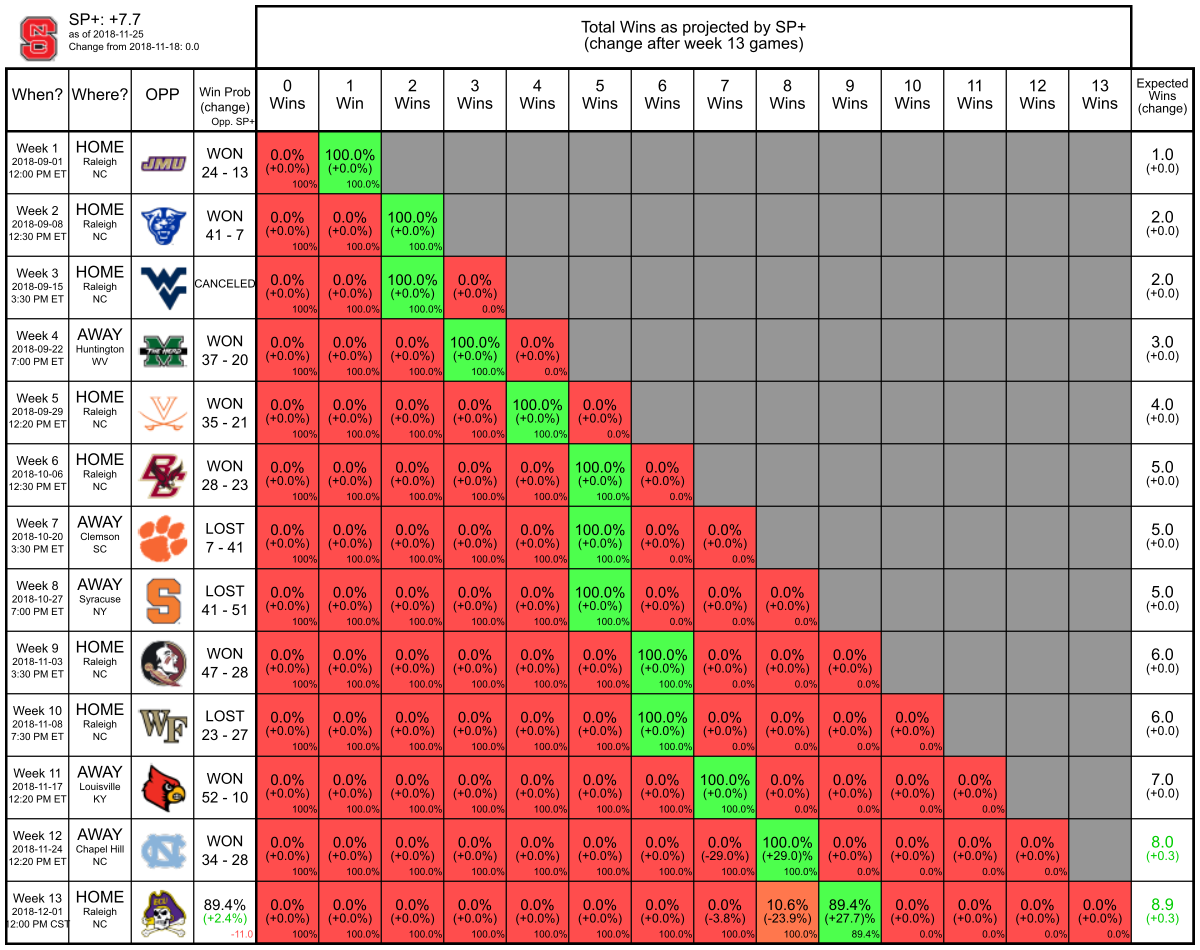 SP+: +7.7
as of 2018-11-25
Change from 2018-11-18: 0.0
Total Wins as projected by SP+
(change after week 13 games)
When? Where? OPP Win Prob (change) Opp. SP+ 0 Wins 1 Win 2 Wins 3 Wins 4 Wins 5 Wins 6 Wins 7 Wins 8 Wins 9 Wins 10 Wins 11 Wins 12 Wins 13 Wins Expected Wins (change)
Week 1 HOME WON 0.0% 100.0% 1.0
2018-09-01 Raleigh JMU 24 - 13 (+0.0%) (+0.0%) (+0.0)
12:00 PM ET NC 100% 100.0%
Week 2 HOME WON 0.0% 0.0% 100.0% 2.0
2018-09-08 Raleigh 41 - 7 (+0.0%) (+0.0%) (+0.0%) (+0.0)
12:30 PM ET NC 100% 100.0% 100.0%
Week 3 HOME CANCELED 0.0% 0.0% 100.0% 0.0% 2.0
2018-09-15 Raleigh WV (+0.0%) (+0.0%) (+0.0%) (+0.0%) (+0.0)
3:30 PM ET NC 100% 100.0% 100.0% 0.0%
Week 4 AWAY WON 0.0% 0.0% 0.0% 100.0% 0.0% 3.0
2018-09-22 Huntington THE HERD 37 - 20 (+0.0%) (+0.0%) (+0.0%) (+0.0%) (+0.0%) (+0.0)
7:00 PM ET WV 100% 100.0% 100.0% 100.0% 0.0%
Week 5 HOME WON 0.0% 0.0% 0.0% 0.0% 100.0% 0.0% 4.0
2018-09-29 Raleigh V 35 - 21 (+0.0%) (+0.0%) (+0.0%) (+0.0%) (+0.0%) (+0.0%) (+0.0)
12:20 PM ET NC 100% 100.0% 100.0% 100.0% 100.0% 0.0%
Week 6 HOME WON 0.0% 0.0% 0.0% 0.0% 0.0% 100.0% 0.0% 5.0
2018-10-06 Raleigh BC 28 - 23 (+0.0%) (+0.0%) (+0.0%) (+0.0%) (+0.0%) (+0.0%) (+0.0%) (+0.0)
12:30 PM ET NC 100% 100.0% 100.0% 100.0% 100.0% 100.0% 0.0%
Week 7 AWAY LOST 0.0% 0.0% 0.0% 0.0% 0.0% 100.0% 0.0% 0.0% 5.0
2018-10-20 Clemson 7 - 41 (+0.0%) (+0.0%) (+0.0%) (+0.0%) (+0.0%) (+0.0%) (+0.0%) (+0.0%) (+0.0)
3:30 PM ET SC 100% 100.0% 100.0% 100.0% 100.0% 100.0% 0.0% 0.0%
Week 8 AWAY LOST 0.0% 0.0% 0.0% 0.0% 0.0% 100.0% 0.0% 0.0% 0.0% 5.0
2018-10-27 Syracuse S 41 - 51 (+0.0%) (+0.0%) (+0.0%) (+0.0%) (+0.0%) (+0.0%) (+0.0%) (+0.0%) (+0.0%) (+0.0)
7:00 PM ET NY 100% 100.0% 100.0% 100.0% 100.0% 100.0% 0.0% 0.0% 0.0%
Week 9 HOME WON 0.0% 0.0% 0.0% 0.0% 0.0% 0.0% 100.0% 0.0% 0.0% 0.0% 6.0
2018-11-03 Raleigh 47 - 28 (+0.0%) (+0.0%) (+0.0%) (+0.0%) (+0.0%) (+0.0%) (+0.0%) (+0.0%) (+0.0%) (+0.0%) (+0.0)
3:30 PM ET NC 100% 100.0% 100.0% 100.0% 100.0% 100.0% 100.0% 0.0% 0.0% 0.0%
Week 10 HOME LOST 0.0% 0.0% 0.0% 0.0% 0.0% 0.0% 100.0% 0.0% 0.0% 0.0% 0.0% 6.0
2018-11-08 Raleigh WF 23 - 27 (+0.0%) (+0.0%) (+0.0%) (+0.0%) (+0.0%) (+0.0%) (+0.0%) (+0.0%) (+0.0%) (+0.0%) (+0.0%) (+0.0)
7:30 PM ET NC 100% 100.0% 100.0% 100.0% 100.0% 100.0% 100.0% 0.0% 0.0% 0.0% 0.0%
Week 11 AWAY WON 0.0% 0.0% 0.0% 0.0% 0.0% 0.0% 0.0% 100.0% 0.0% 0.0% 0.0% 0.0% 7.0
2018-11-17 Louisville 52 - 10 (+0.0%) (+0.0%) (+0.0%) (+0.0%) (+0.0%) (+0.0%) (+0.0%) (+0.0%) (+0.0%) (+0.0%) (+0.0%) (+0.0%) (+0.0)
12:20 PM ET KY 100% 100.0% 100.0% 100.0% 100.0% 100.0% 100.0% 100.0% 0.0% 0.0% 0.0% 0.0%
Week 12 AWAY WON 0.0% 0.0% 0.0% 0.0% 0.0% 0.0% 0.0% 0.0% 100.0% 0.0% 0.0% 0.0% 0.0% 8.0
2018-11-24 Chapel Hill NC 34 - 28 (+0.0%) (+0.0%) (+0.0%) (+0.0%) (+0.0%) (+0.0%) (+0.0%) (-29.0%) (+29.0)% (+0.0%) (+0.0%) (+0.0%) (+0.0%) (+0.3)
12:20 PM ET NC 100% 100.0% 100.0% 100.0% 100.0% 100.0% 100.0% 100.0% 100.0% 0.0% 0.0% 0.0% 0.0%
Week 13 HOME 89.4% 0.0% 0.0% 0.0% 0.0% 0.0% 0.0% 0.0% 0.0% 10.6% 89.4% 0.0% 0.0% 0.0% 0.0% 8.9
2018-12-01 Raleigh ECU (+2.4%) (+0.0%) (+0.0%) (+0.0%) (+0.0%) (+0.0%) (+0.0%) (+0.0%) (-3.8%) (-23.9%) (+27.7)% (+0.0%) (+0.0%) (+0.0%) (+0.0%) (+0.3)
12:00 PM CST NC -11.0 100% 100.0% 100.0% 100.0% 100.0% 100.0% 100.0% 100.0% 100.0% 89.4% 0.0% 0.0% 0.0% 0.0%